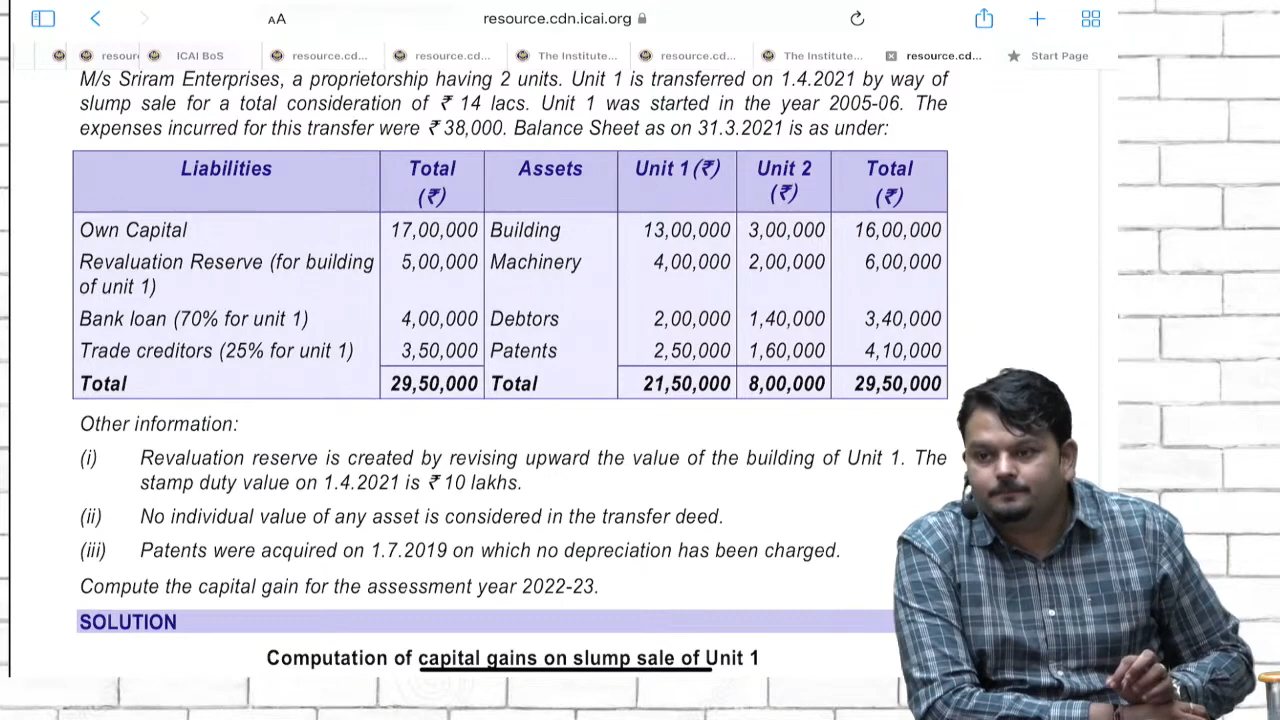 AA
resource.cdn.icai.org
resour
ICAI BoS
resource.cd...
resource.cd...
The Institute...
resource.cd...
The Institute...
resource.cd...
Start Page
M/s Sriram Enterprises, a proprietorship having 2 units. Unit 1 is transferred on 1.4.2021 by way of
slump sale for a total consideration of ₹ 14 lacs. Unit 1 was started in the year 2005-06. The
expenses incurred for this transfer were ₹ 38,000. Balance Sheet as on 31.3.2021 is as under:
Liabilities Total (₹) Assets Unit 1 (₹) Unit 2 (₹) Total (₹)
Own Capital 17,00,000 Building 13,00,000 3,00,000 16,00,000
Revaluation Reserve (for building 5,00,000 Machinery 4,00,000 2,00,000 6,00,000
of unit 1)
Bank loan (70% for unit 1) 4,00,000 Debtors 2,00,000 1,40,000 3,40,000
Trade creditors (25% for unit 1) 3,50,000 Patents 2,50,000 1,60,000 4,10,000
Total 29,50,000 Total 21,50,000 8,00,000 29,50,000
Other information:
(i) Revaluation reserve is created by revising upward the value of the building of Unit 1. The
stamp duty value on 1.4.2021 is ₹ 10 lakhs.
(ii) No individual value of any asset is considered in the transfer deed.
(iii) Patents were acquired on 1.7.2019 on which no depreciation has been charged.
Compute the capital gain for the assessment year 2022-23.
SOLUTION
Computation of capital gains on slump sale of Unit 1